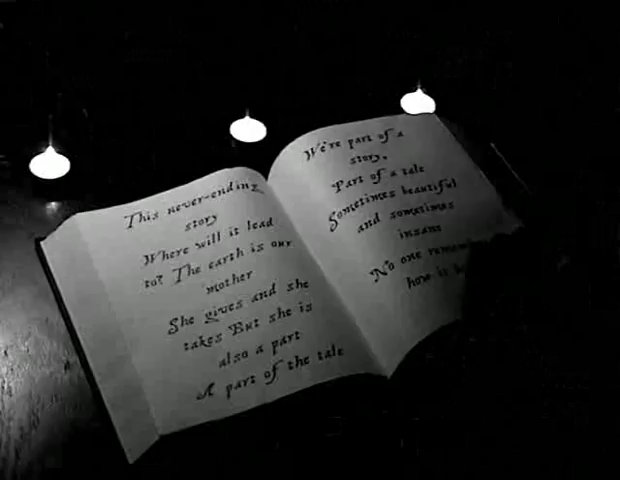 This never-ending
story
Where will it lead
to? The earth is our
mother
She gives and she
takes But she is
also a part
A part of the tale
We're part of a
story,
Part of a tale
Sometimes beautiful
and sometimes
insane
No one
how it